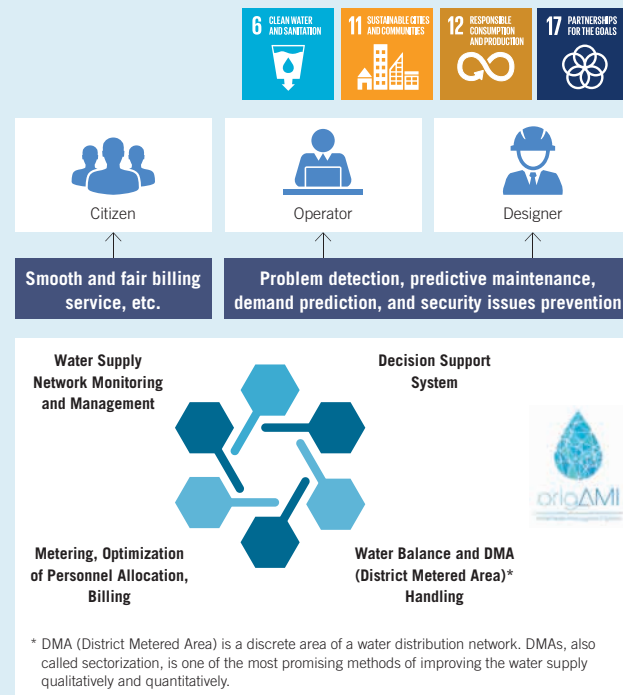 6 CLEAN WATER
AND SANITATION
11 SUSTAINABLE CITIES
AND COMMUNITIES
12 RESPONSIBLE
CONSUMPTION
AND PRODUCTION
17 PARTNERSHIPS
FOR THE GOALS
Citizen
Operator
Designer
Smooth and fair billing
service, etc.
Problem detection, predictive maintenance,
demand prediction, and security issues prevention
Water Supply
Network Monitoring
and Management
Decision Support
System
origΔMI
Metering, Optimization
of Personnel Allocation,
Billing
Water Balance and DMA
(District Metered Area)*
Handling
* DMA (District Metered Area) is a discrete area of a water distribution network. DMAs, also
called sectorization, is one of the most promising methods of improving the water supply
qualitatively and quantitatively.